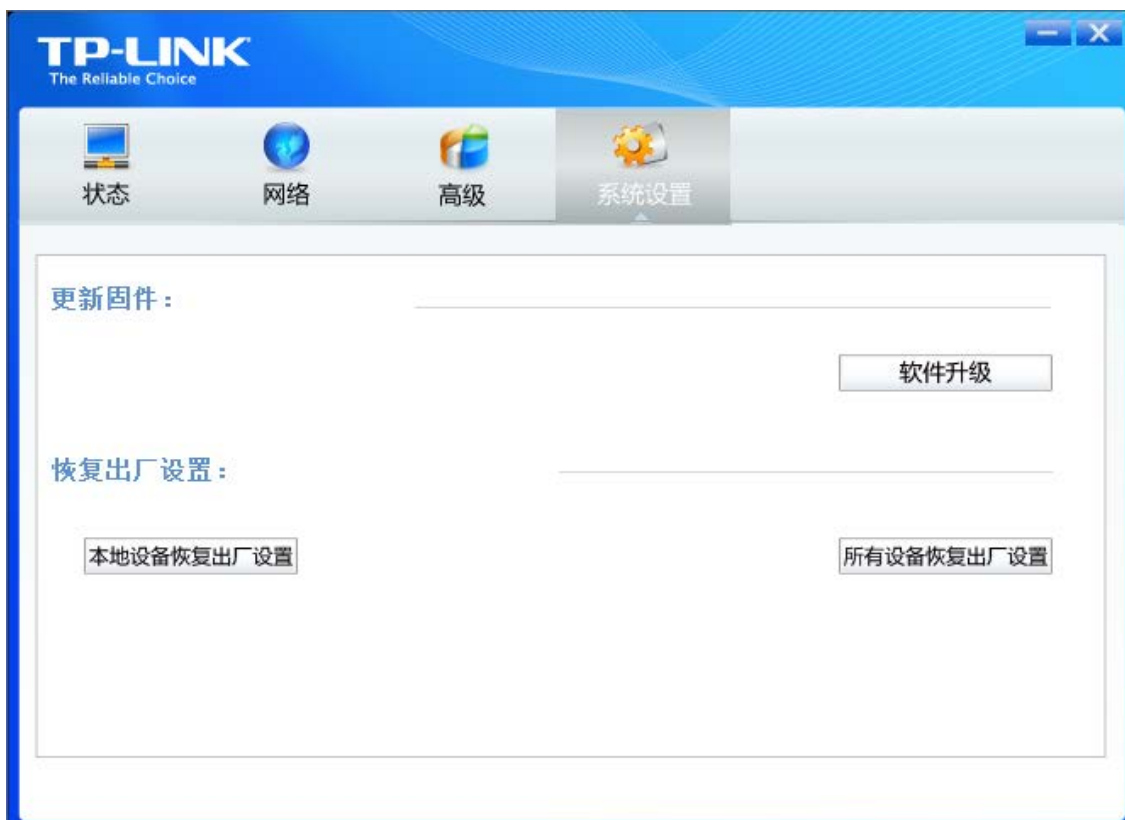 TP-LINK
The Reliable Choice
状态 网络 高级 系统设置
更新固件：
软件升级
恢复出厂设置：
本地设备恢复出厂设置 所有设备恢复出厂设置